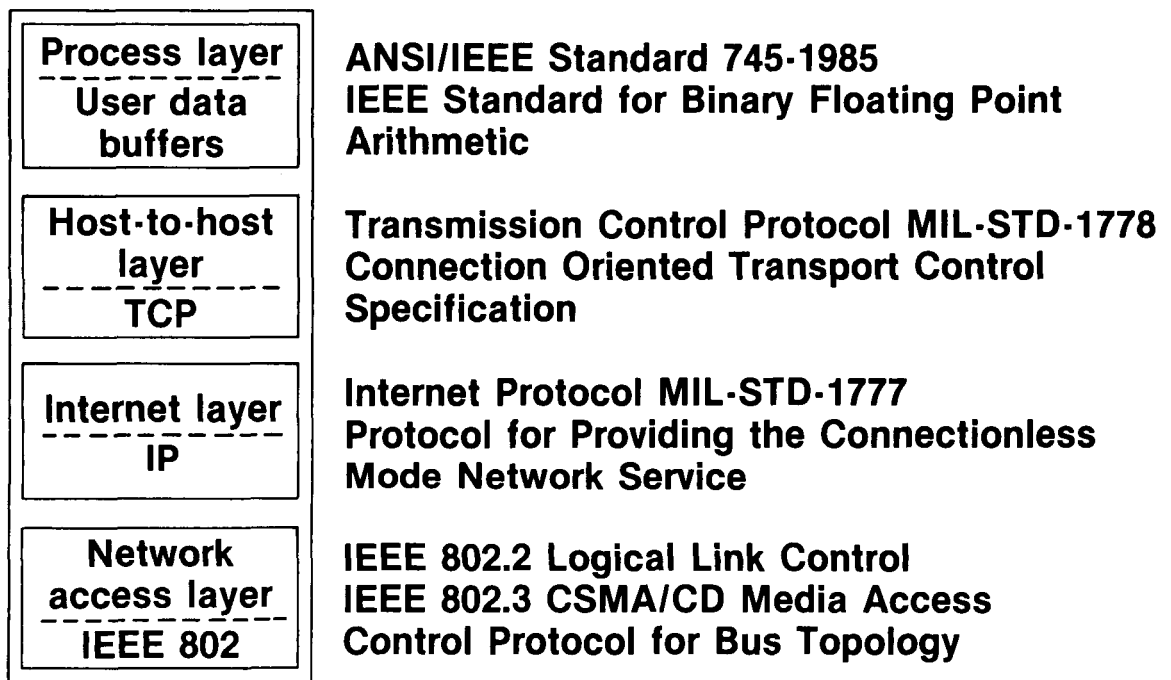 Process layer
User data
buffers
ANSI/IEEE Standard 745-1985
IEEE Standard for Binary Floating Point
Arithmetic
Host-to-host
layer
TCP
Transmission Control Protocol MIL-STD-1778
Connection Oriented Transport Control
Specification
Internet layer
IP
Internet Protocol MIL-STD-1777
Protocol for Providing the Connectionless
Mode Network Service
Network
access layer
IEEE 802
IEEE 802.2 Logical Link Control
IEEE 802.3 CSMA/CD Media Access
Control Protocol for Bus Topology